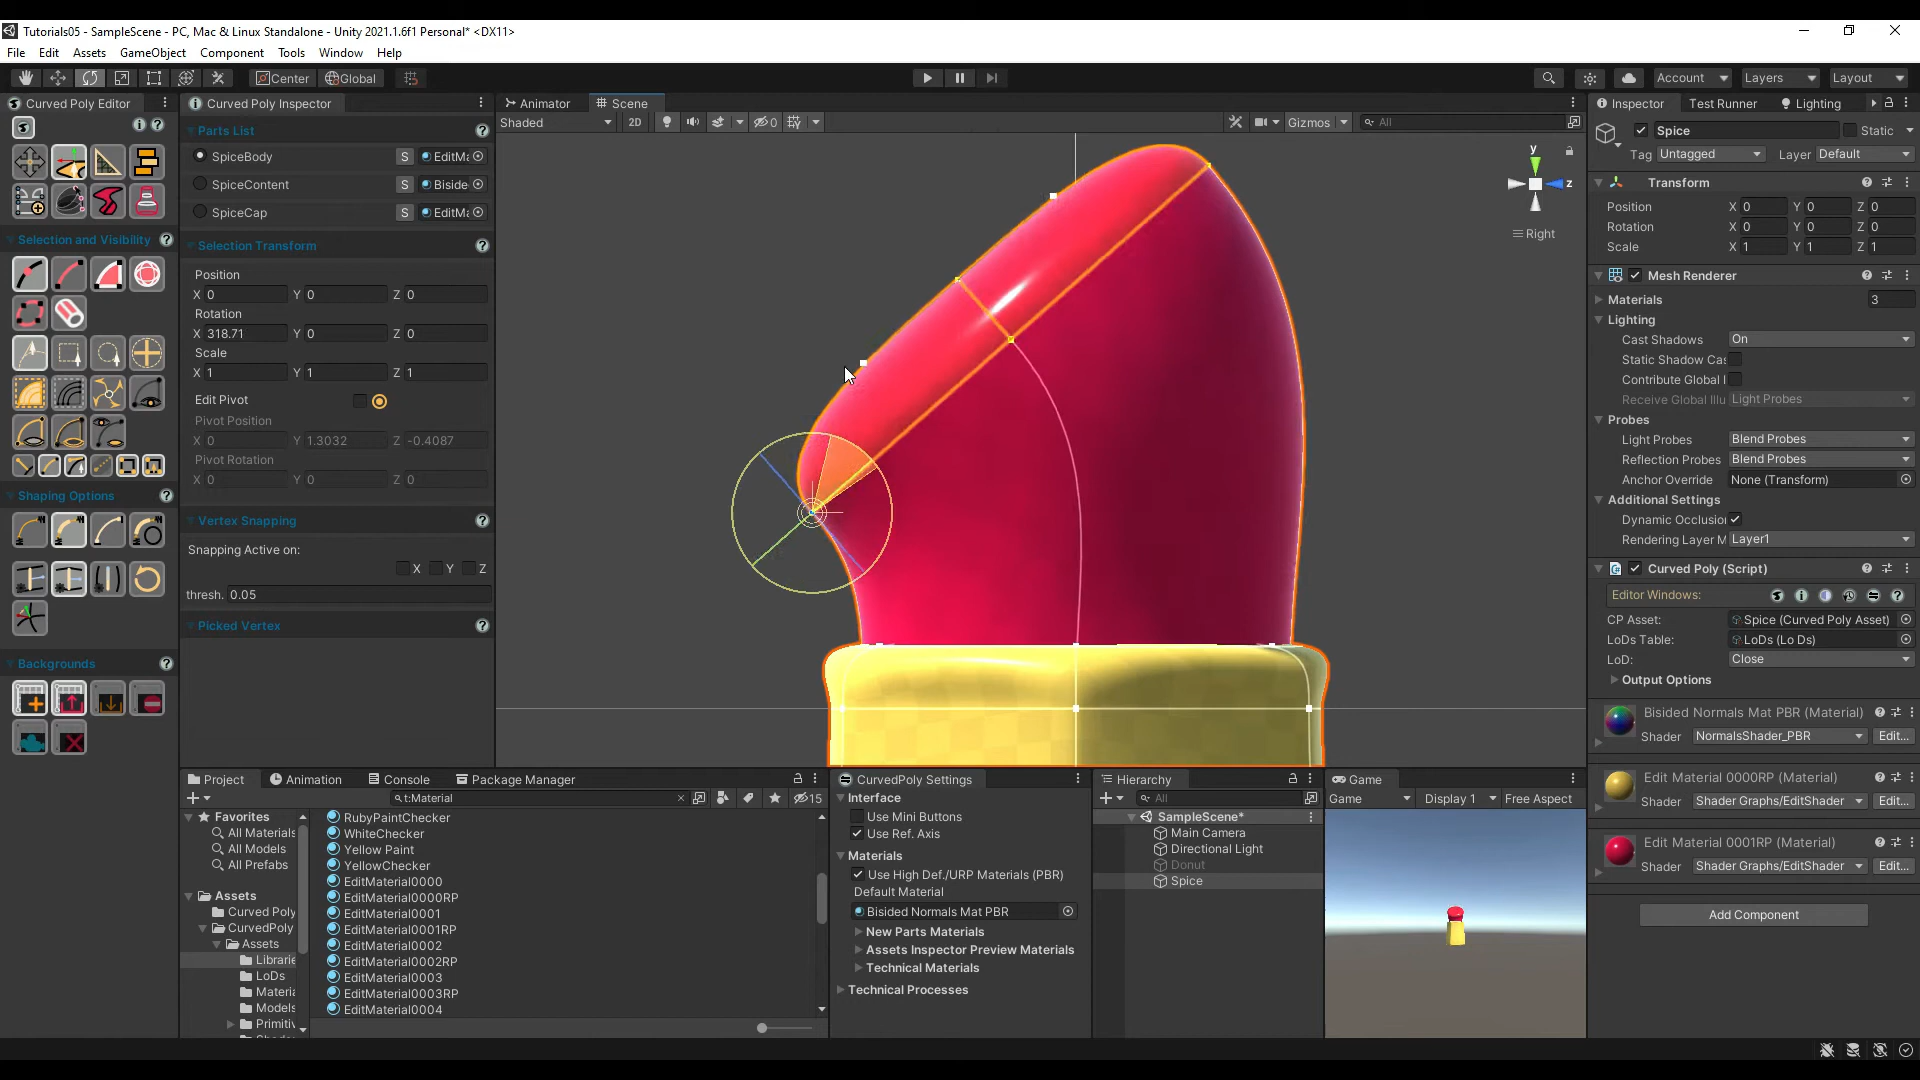 Tutorials05 - SampleScene - PC, Mac & Linux Standalone - Unity 2021.1.6f1 Personal* <DX11>
File Edit Assets GameObject Component Tools Window Help
Center Global Account Layers Layout
Curved Poly Editor
Selection and Visibility
Shaping Options
Backgrounds
Curved Poly Inspector
Parts List
SpiceBody S EditMa
SpiceContent S Biside
SpiceCap S EditMa
Selection Transform
Position
X 0 Y 0 Z 0
Rotation
X 318.71 Y 0 Z 0
Scale
X 1 Y 1 Z 1
Edit Pivot
Pivot Position
X 0 Y 1.3032 Z -0.4087
Pivot Rotation
X 0 Y 0 Z 0
Vertex Snapping
Snapping Active on:
X Y Z
thresh. 0.05
Picked Vertex
Animator Scene
Shaded 2D 0 Gizmos All
y
z
Right
Inspector Test Runner Lighting
Spice Static
Tag Untagged Layer Default
Transform
Position X 0 Y 0 Z 0
Rotation X 0 Y 0 Z 0
Scale X 1 Y 1 Z 1
Mesh Renderer
Materials 3
Lighting
Cast Shadows On
Static Shadow Cas
Contribute Global I
Receive Global Illu Light Probes
Probes
Light Probes Blend Probes
Reflection Probes Blend Probes
Anchor Override None (Transform)
Additional Settings
Dynamic Occlusion
Rendering Layer M Layer1
Curved Poly (Script)
Editor Windows:
CP Asset: Spice (Curved Poly Asset)
LoDs Table: LoDs (Lo Ds)
LoD: Close
Output Options
Bisided Normals Mat PBR (Material)
Shader NormalsShader_PBR Edit...
Edit Material 0000RP (Material)
Shader Shader Graphs/EditShader Edit...
Edit Material 0001RP (Material)
Shader Shader Graphs/EditShader Edit...
Add Component
Project Animation Console Package Manager
t:Material 15
Favorites
All Materials
All Models
All Prefabs
Assets
Curved Poly
CurvedPoly
Assets
Librarie
LoDs
Materia
Models
Primitiv
RubyPaintChecker
WhiteChecker
Yellow Paint
YellowChecker
EditMaterial0000
EditMaterial0000RP
EditMaterial0001
EditMaterial0001RP
EditMaterial0002
EditMaterial0002RP
EditMaterial0003
EditMaterial0003RP
EditMaterial0004
CurvedPoly Settings
Interface
Use Mini Buttons
Use Ref. Axis
Materials
Use High Def./URP Materials (PBR)
Default Material
Bisided Normals Mat PBR
New Parts Materials
Assets Inspector Preview Materials
Technical Materials
Technical Processes
Hierarchy
All
SampleScene*
Main Camera
Directional Light
Donut
Spice
Game
Game Display 1 Free Aspect